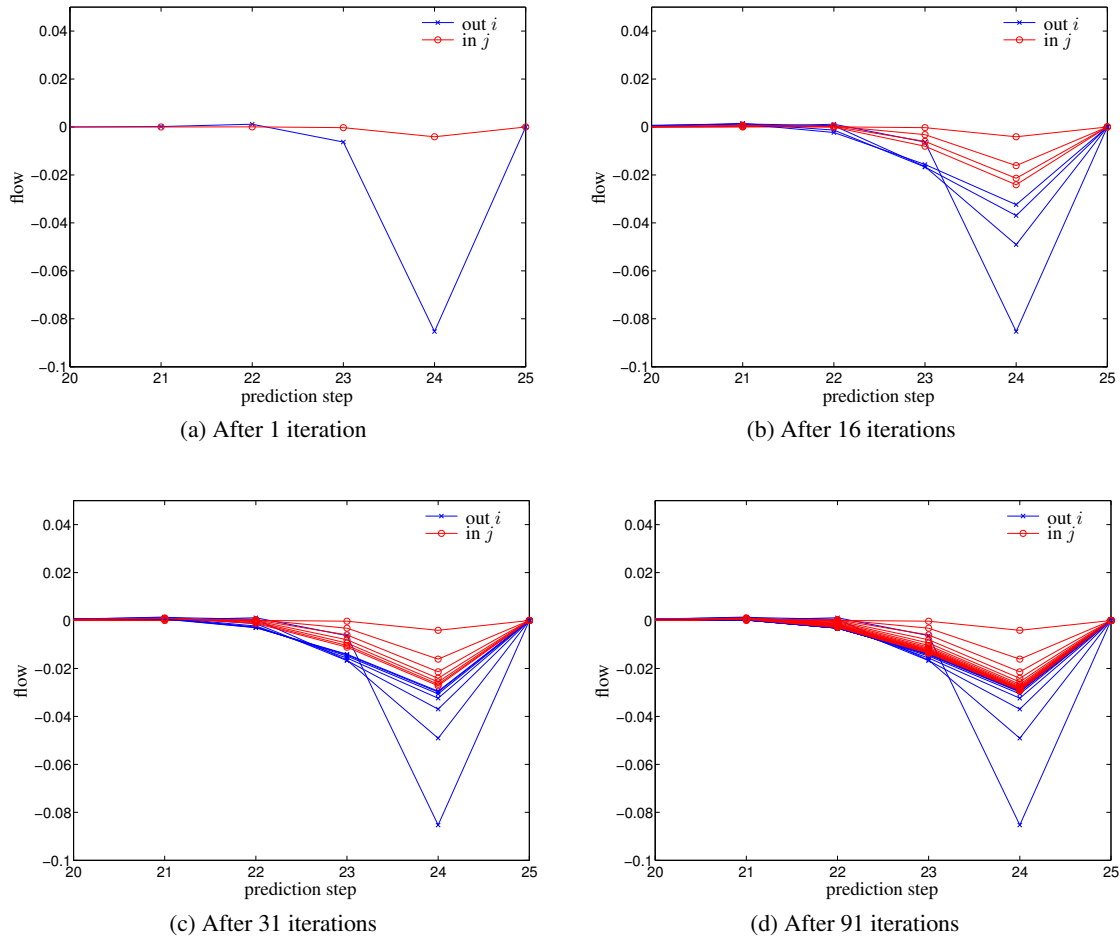 0.04
0.02
0
−0.02
−0.04
−0.06
−0.08
−0.1
flow
out i
in j
20 21 22 23 24 25
prediction step
(a) After 1 iteration
0.04
0.02
0
−0.02
−0.04
−0.06
−0.08
−0.1
flow
out i
in j
20 21 22 23 24 25
prediction step
(b) After 16 iterations
0.04
0.02
0
−0.02
−0.04
−0.06
−0.08
−0.1
flow
out i
in j
20 21 22 23 24 25
prediction step
(c) After 31 iterations
0.04
0.02
0
−0.02
−0.04
−0.06
−0.08
−0.1
flow
out i
in j
20 21 22 23 24 25
prediction step
(d) After 91 iterations